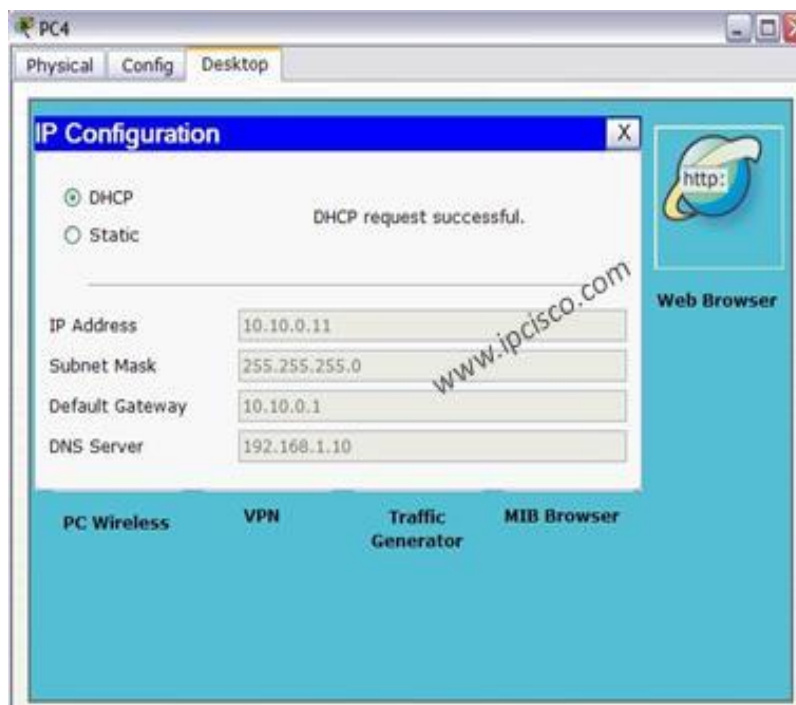 PC4
Physical Config Desktop
IP Configuration X
DHCP
Static
DHCP request successful.
IP Address 10.10.0.11
Subnet Mask 255.255.255.0
Default Gateway 10.10.0.1
DNS Server 192.168.1.10
www.ipcisco.com
http:
Web Browser
PC Wireless
VPN
Traffic
Generator
MIB Browser